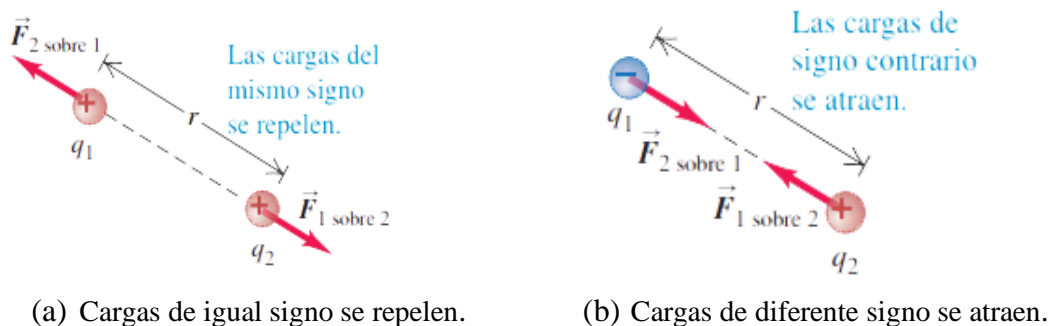 F⃗ 2 sobre 1
Las cargas del
mismo signo
se repelen.
r
+
q1
+
F⃗ 1 sobre 2
q2
(a) Cargas de igual signo se repelen.
Las cargas de
signo contrario
se atraen.
r
−
q1
F⃗ 2 sobre 1
F⃗ 1 sobre 2
+
q2
(b) Cargas de diferente signo se atraen.